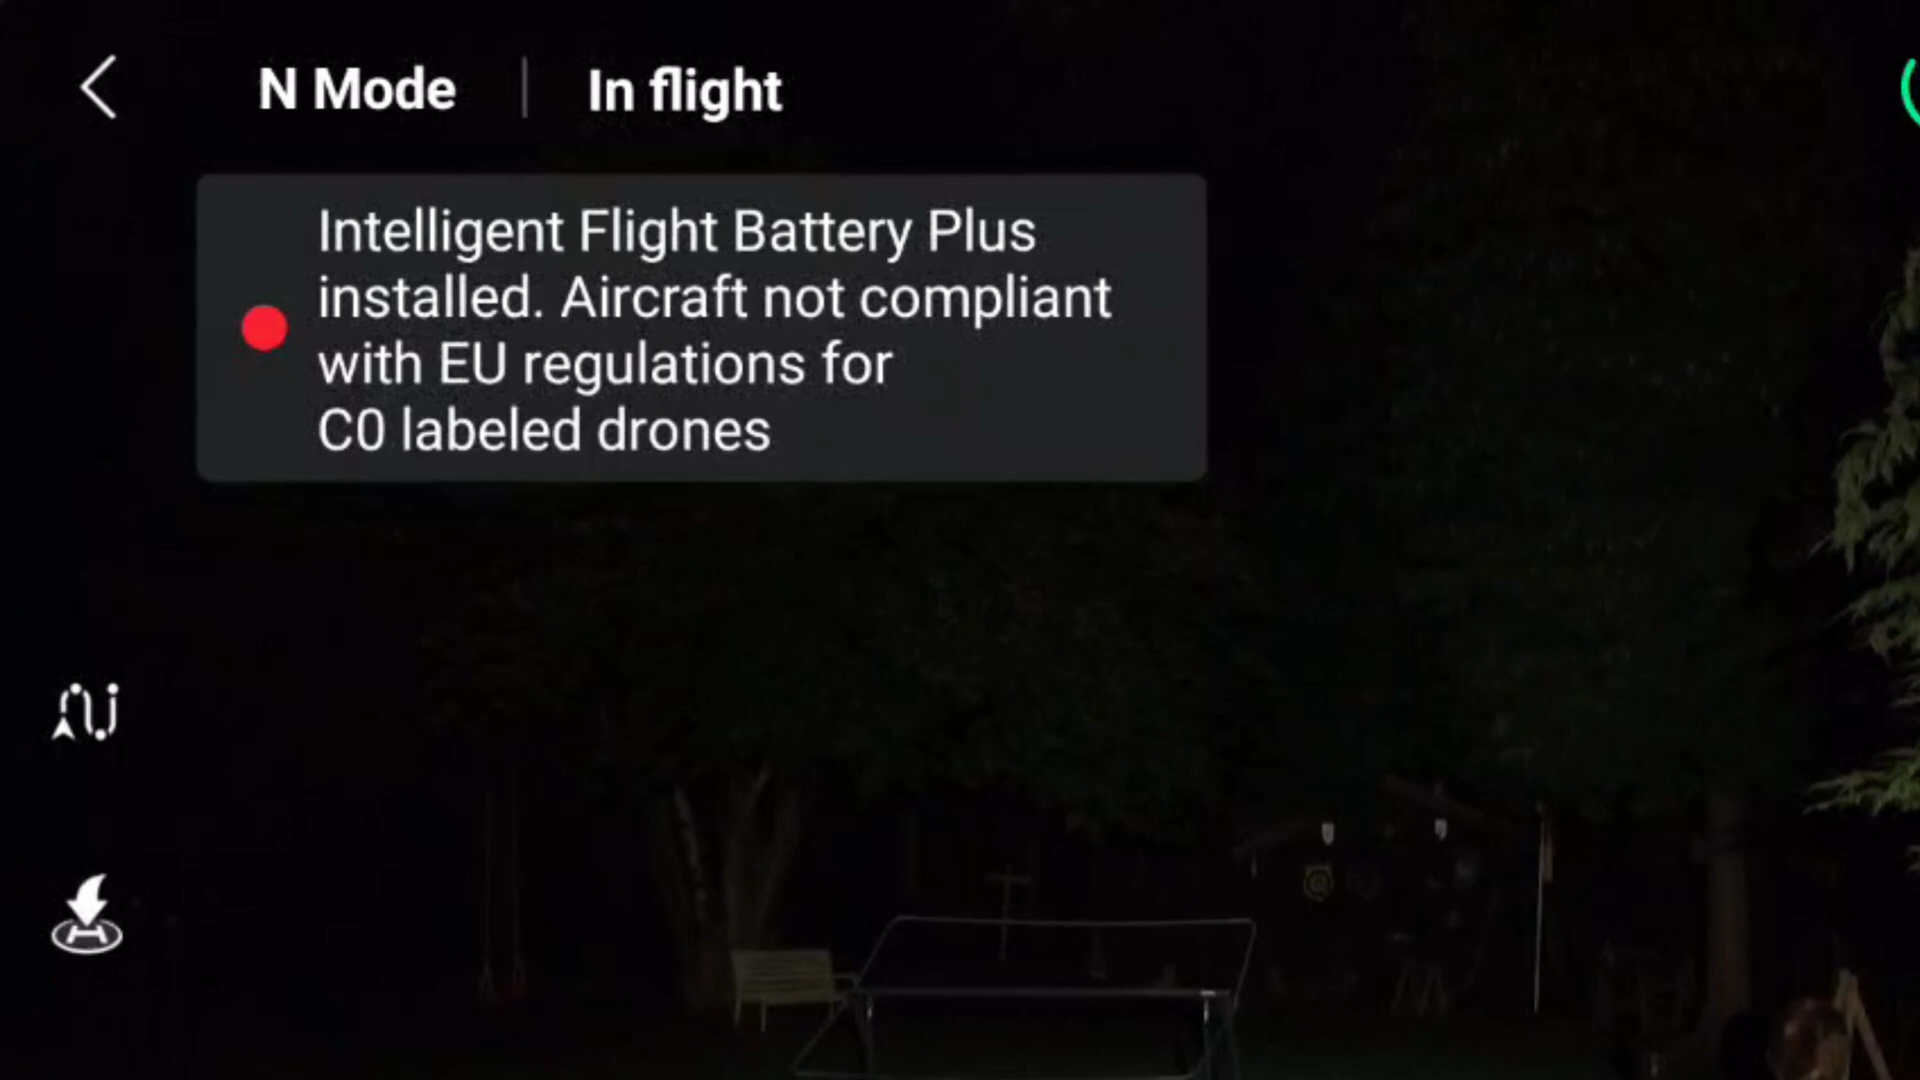 N Mode | In flight
Intelligent Flight Battery Plus
installed. Aircraft not compliant
with EU regulations for
C0 labeled drones